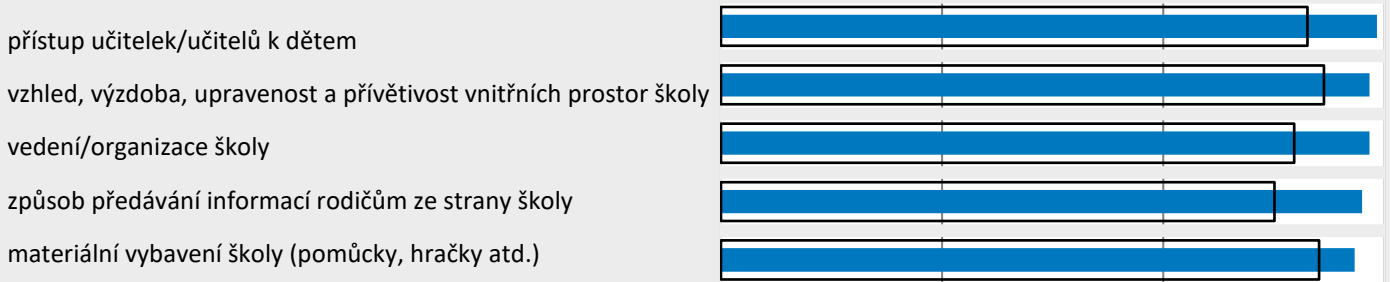 přístup učitelek/učitelů k dětem
vzhled, výzdoba, upravenost a přívětivost vnitřních prostor školy
vedení/organizace školy
způsob předávání informací rodičům ze strany školy
materiální vybavení školy (pomůcky, hračky atd.)